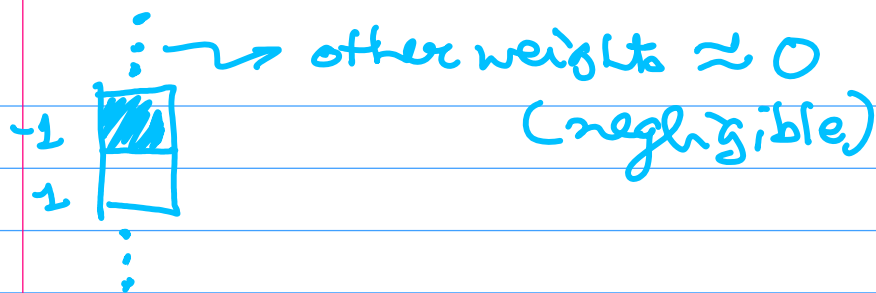 other weights ≈ 0
(negligible)
-1
1